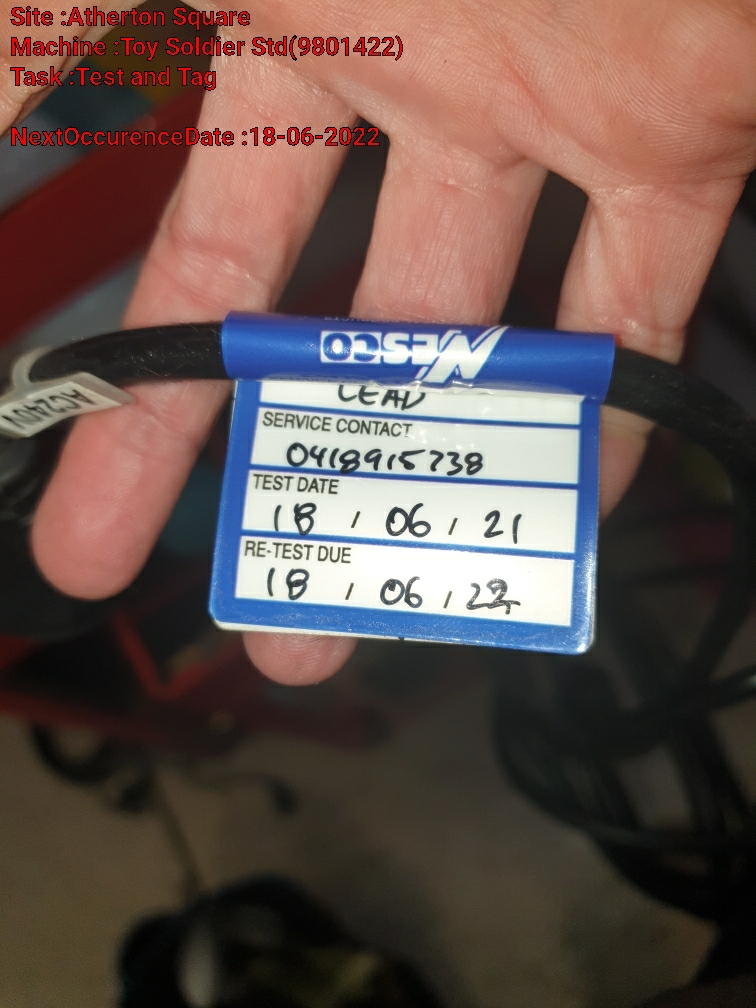 Site :Atherton Square
Machine :Toy Soldier Std(9801422)
Task :Test and Tag
NextOccurenceDate :18-06-2022
NESCO
AC240V
LEAD
SERVICE CONTACT
0418915738
TEST DATE
18 / 06 / 21
RE-TEST DUE
18 / 06 / 22